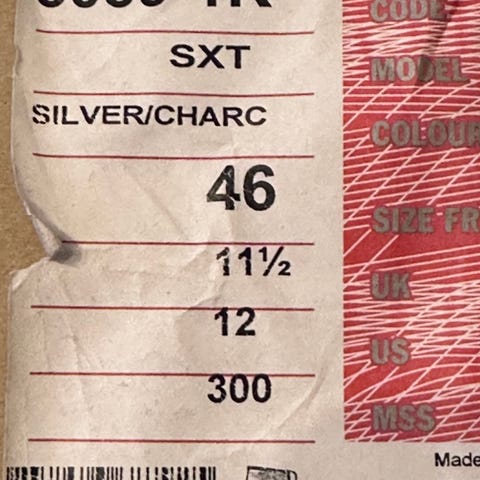 CODE
SXT MODEL
SILVER/CHARC COLOUR
46 SIZE FR
11½ UK
12 US
300 MSS
Made